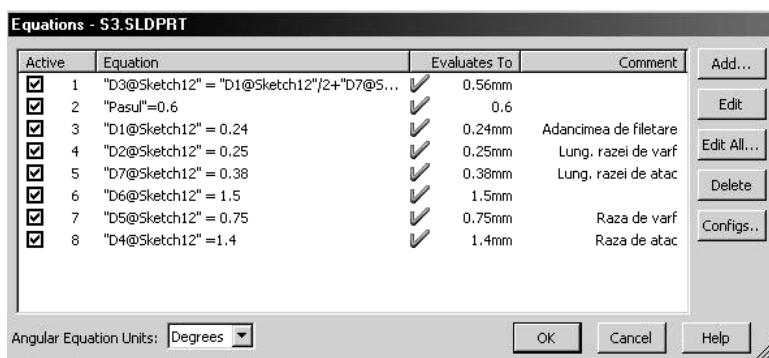 Equations - S3.SLDPRT
Active Equation Evaluates To Comment
1 "D3@Sketch12" = "D1@Sketch12"/2+"D7@S... 0.56mm
2 "Pasul"=0.6 0.6
3 "D1@Sketch12" = 0.24 0.24mm Adancimea de filetare
4 "D2@Sketch12" = 0.25 0.25mm Lung. razei de varf
5 "D7@Sketch12" = 0.38 0.38mm Lung. razei de atac
6 "D6@Sketch12" = 1.5 1.5mm
7 "D5@Sketch12" = 0.75 0.75mm Raza de varf
8 "D4@Sketch12" =1.4 1.4mm Raza de atac
Add...
Edit
Edit All...
Delete
Configs..
Angular Equation Units: Degrees OK Cancel Help